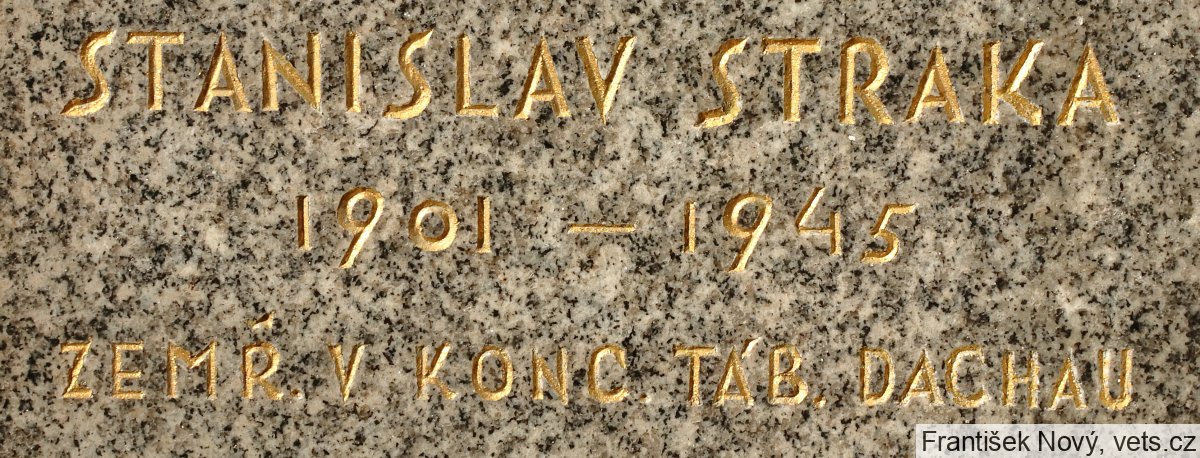 STANISLAV STRAKA
1901 – 1945
ZEMŘ. V KONC. TÁB. DACHAU
František Nový, vets.cz